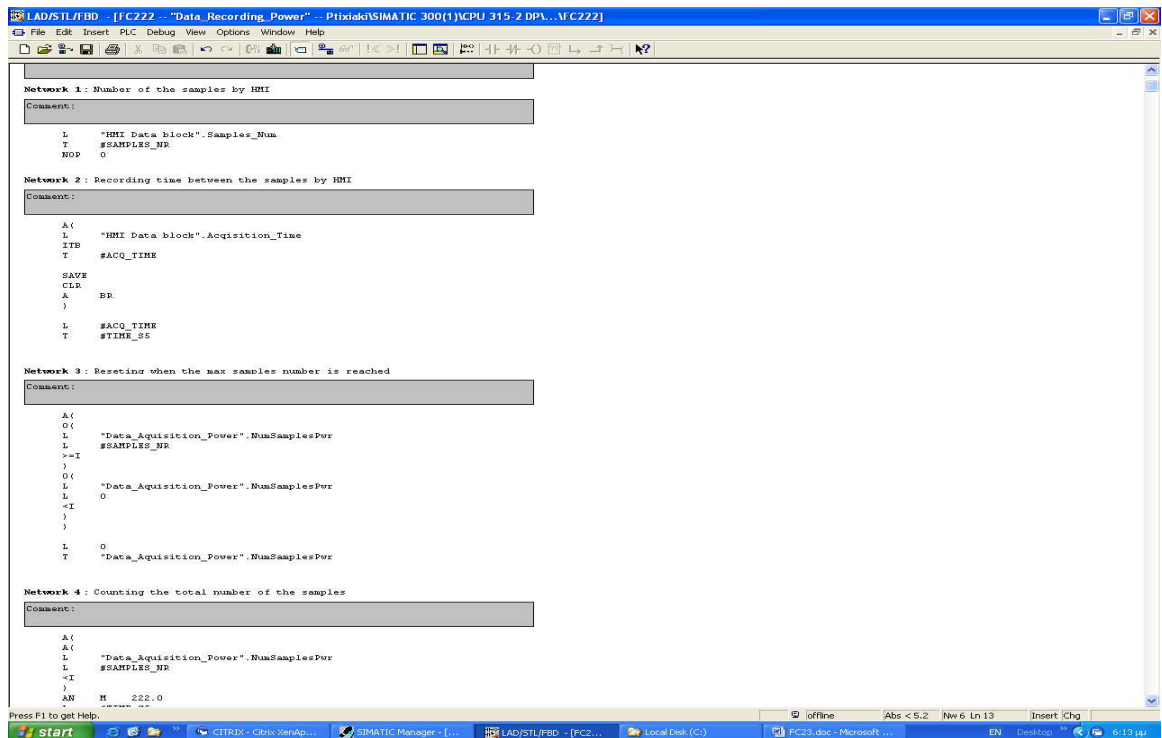 LAD/STL/FBD - [FC222 -- "Data_Recording_Power" -- Ptixiaki\SIMATIC 300(1)\CPU 315-2 DP\...\FC222]
File Edit Insert PLC Debug View Options Window Help
Network 1 : Number of the samples by HMI
Comment:
L "HMI Data block".Samples_Num
T #SAMPLES_NR
NOP 0
Network 2 : Recording time between the samples by HMI
Comment:
A(
L "HMI Data block".Acqisition_Time
ITB
T #ACQ_TIME
SAVE
CLR
A BR
)
L #ACQ_TIME
T #TIME_S5
Network 3 : Reseting when the max samples number is reached
Comment:
A(
O(
L "Data_Aquisition_Power".NumSamplesPwr
L #SAMPLES_NR
>=I
)
O(
L "Data_Aquisition_Power".NumSamplesPwr
L 0
<I
)
)
L 0
T "Data_Aquisition_Power".NumSamplesPwr
Network 4 : Counting the total number of the samples
Comment:
A(
A(
L "Data_Aquisition_Power".NumSamplesPwr
L #SAMPLES_NR
<I
)
AN M 222.0
Press F1 to get Help.
offline Abs < 5.2 Nw 6 Ln 13 Insert Chg
start CITRIX - Citrix XenAp... SIMATIC Manager - [... LAD/STL/FBD - [FC2... Local Disk (C:) FC23.doc - Microsoft ... EN Desktop 6:13 μμ